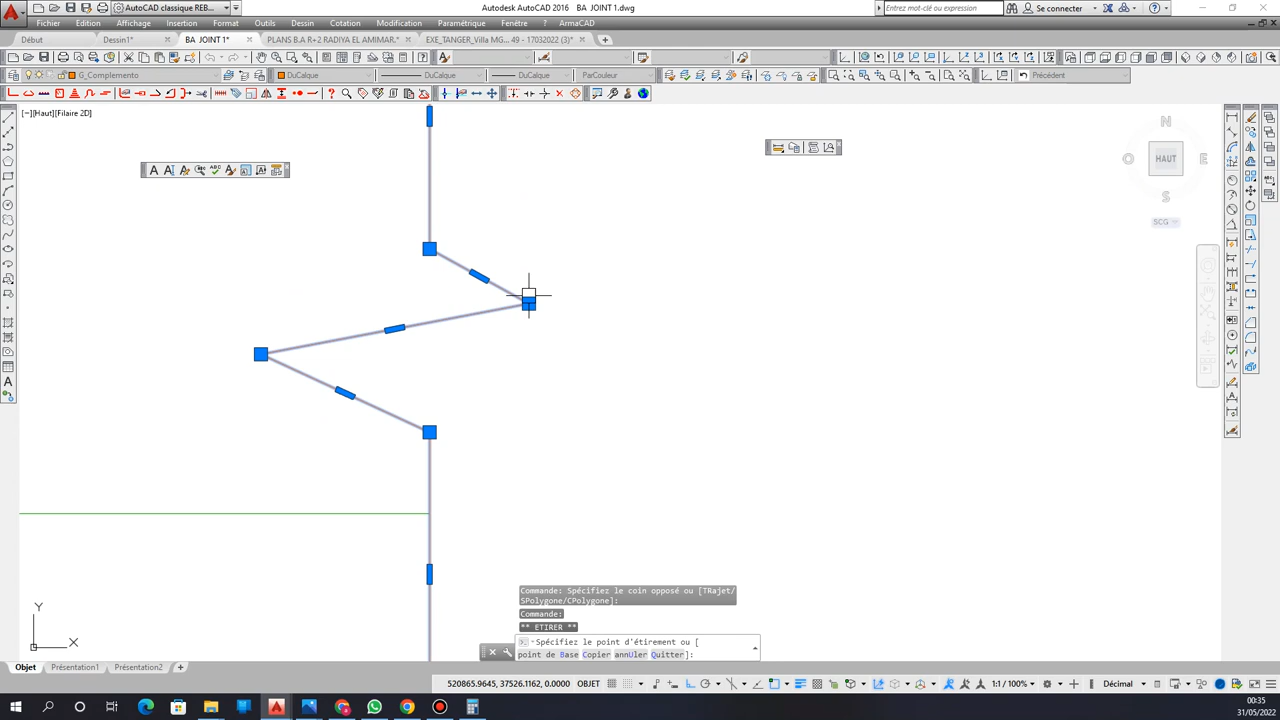 AutoCAD classique REB...
Autodesk AutoCAD 2016 BA_JOINT 1.dwg
Entrez mot-clé ou expression
Se connecter
Fichier Edition Affichage Insertion Format Outils Dessin Cotation Modification Paramétrique Fenêtre ? ArmaCAD
Début Dessin1* BA JOINT 1* PLANS B.A R+2 RADIYA EL AMIMAR.* EXE_TANGER_Villa MG... 49 - 17032022 (3)*
G_Complemento DuCalque DuCalque DuCalque ParCouleur Précédent
[−][Haut][Filaire 2D]
N
O HAUT E
S
SCG
Commande: Spécifiez le coin opposé ou [TRajet/
SPolygone/CPolygone]:
Commande:
** ETIRER **
Spécifiez le point d'étirement ou [
point de Base Copier annUler Quitter]:
Y
X
Objet Présentation1 Présentation2 +
520865.9645, 37526.1162, 0.0000 OBJET 1:1 / 100% Décimal
00:35
31/05/2022